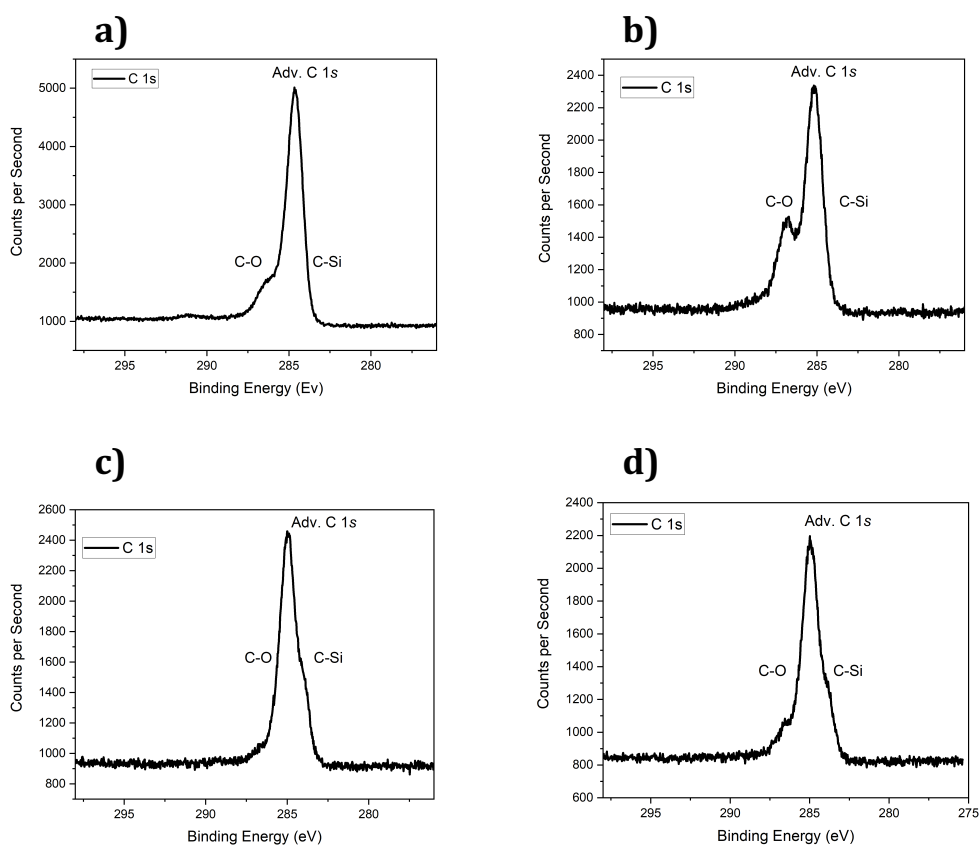 a)
C 1s
Adv. C 1s
C-O
C-Si
5000
4000
3000
2000
1000
295
290
285
280
Counts per Second
Binding Energy (Ev)
b)
C 1s
Adv. C 1s
C-O
C-Si
2400
2200
2000
1800
1600
1400
1200
1000
800
295
290
285
280
Counts per Second
Binding Energy (eV)
c)
C 1s
Adv. C 1s
C-O
C-Si
2600
2400
2200
2000
1800
1600
1400
1200
1000
800
295
290
285
280
Counts per Second
Binding Energy (eV)
d)
C 1s
Adv. C 1s
C-O
C-Si
2400
2200
2000
1800
1600
1400
1200
1000
800
600
295
290
285
280
275
Counts per Second
Binding Energy (eV)